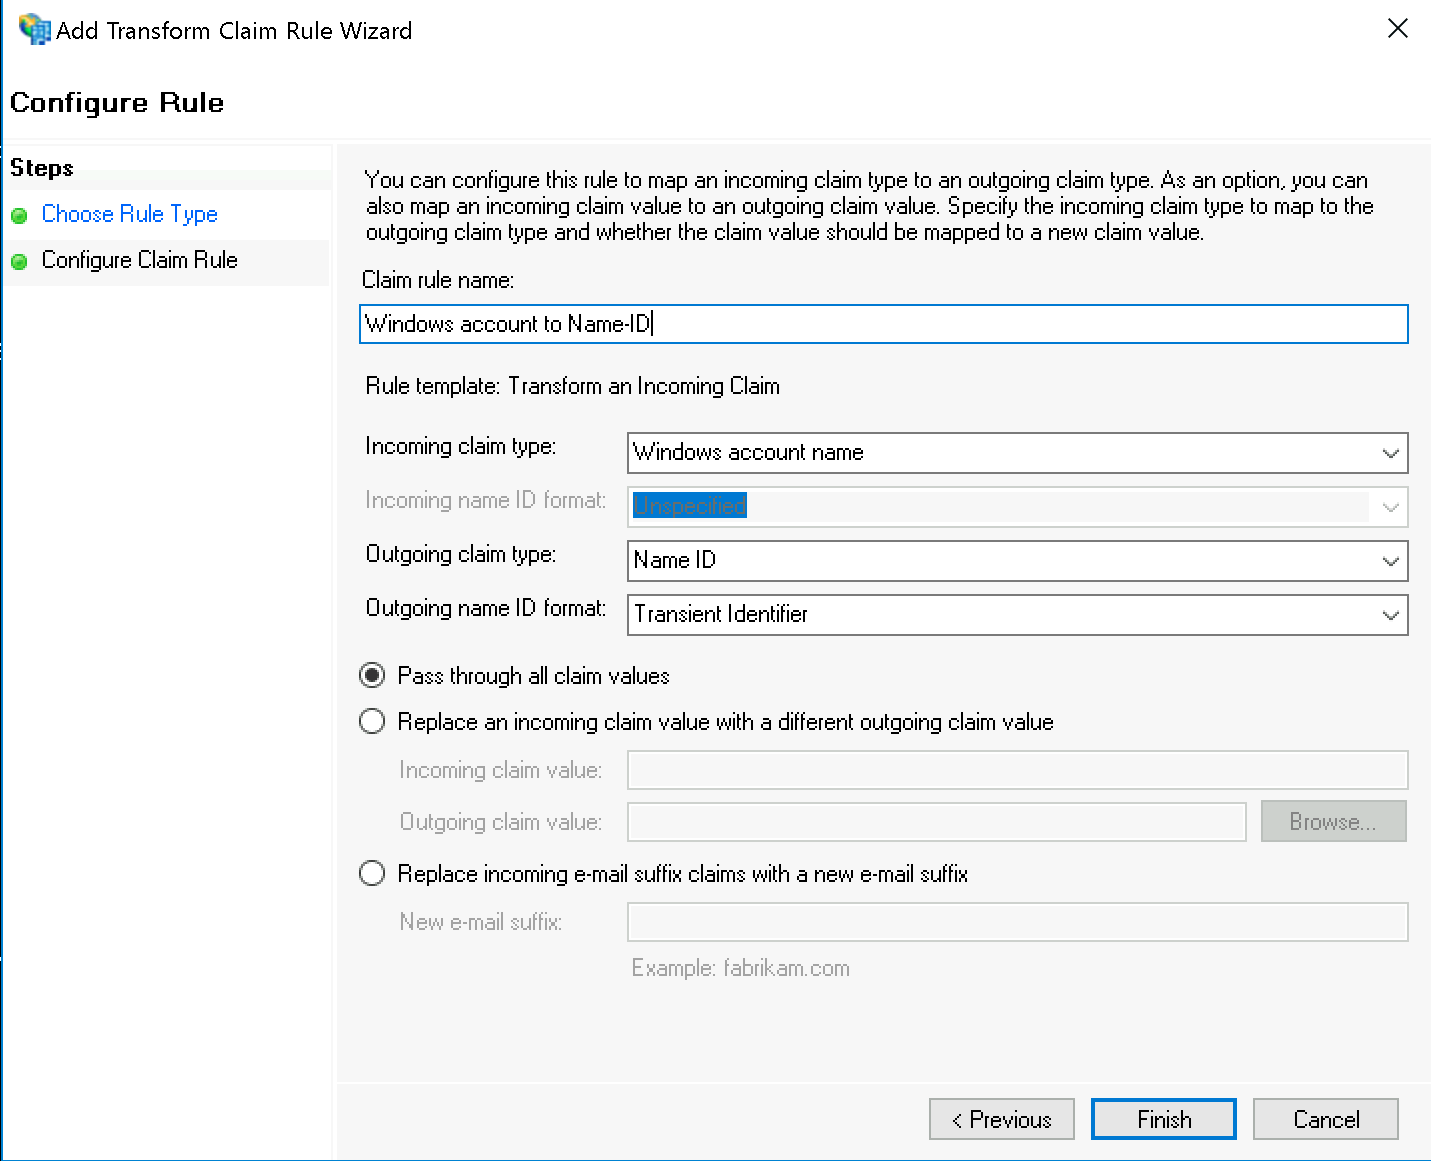 Add Transform Claim Rule Wizard
Configure Rule
Steps
Choose Rule Type
Configure Claim Rule
You can configure this rule to map an incoming claim type to an outgoing claim type. As an option, you can
also map an incoming claim value to an outgoing claim value. Specify the incoming claim type to map to the
outgoing claim type and whether the claim value should be mapped to a new claim value.
Claim rule name:
Windows account to Name-ID
Rule template: Transform an Incoming Claim
Incoming claim type: Windows account name
Incoming name ID format: Unspecified
Outgoing claim type: Name ID
Outgoing name ID format: Transient Identifier
Pass through all claim values
Replace an incoming claim value with a different outgoing claim value
Incoming claim value:
Outgoing claim value: Browse...
Replace incoming e-mail suffix claims with a new e-mail suffix
New e-mail suffix:
Example: fabrikam.com
< Previous Finish Cancel